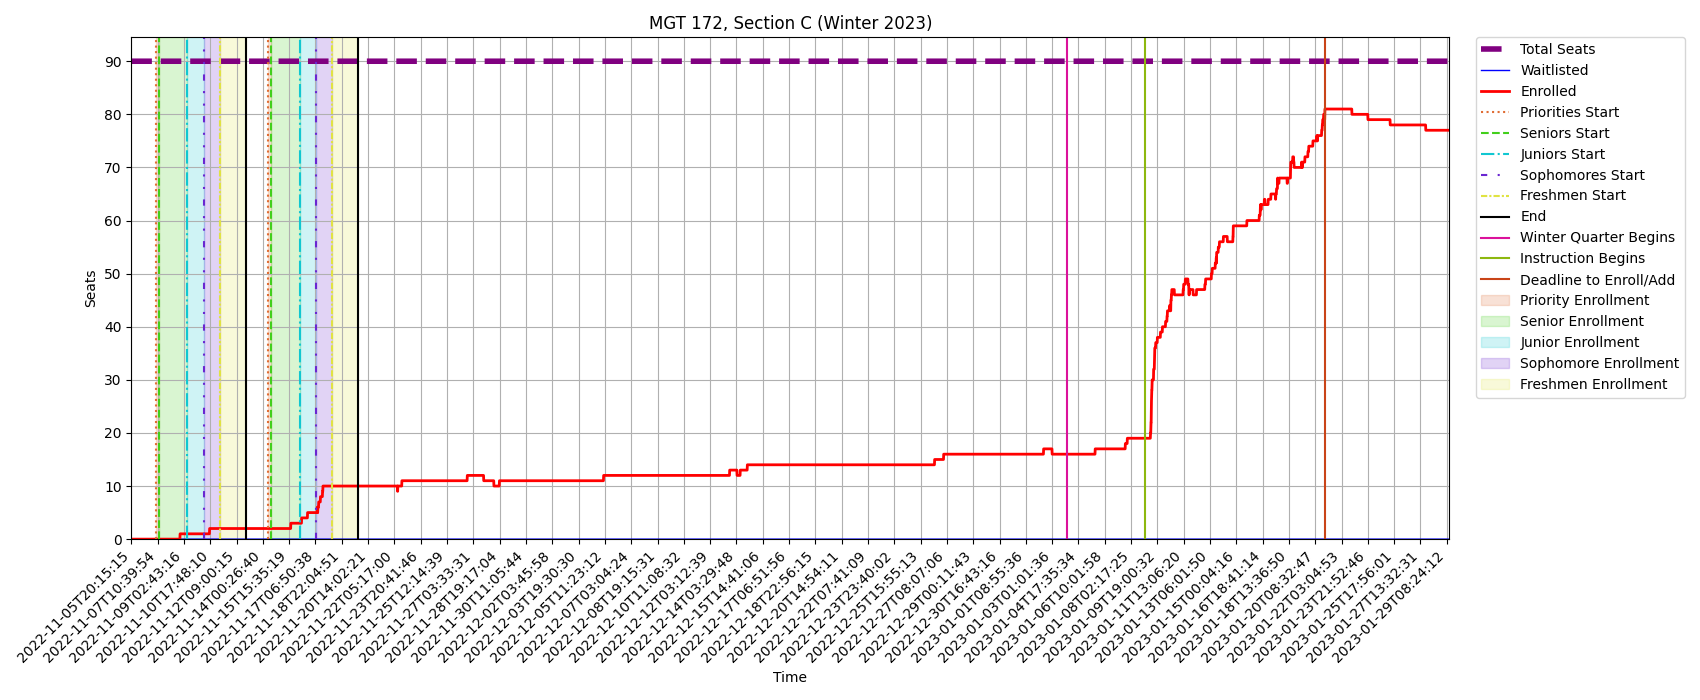 MGT 172, Section C (Winter 2023)
Seats
90
80
70
60
50
40
30
20
10
0
2022-11-05T20:15:15
2022-11-07T10:39:54
2022-11-09T02:43:16
2022-11-10T17:48:10
2022-11-12T09:00:15
2022-11-14T00:26:40
2022-11-15T15:35:19
2022-11-17T06:50:38
2022-11-18T22:04:51
2022-11-20T14:02:21
2022-11-22T05:17:00
2022-11-23T20:41:46
2022-11-25T12:14:39
2022-11-27T03:33:31
2022-11-28T19:17:04
2022-11-30T11:05:44
2022-12-02T03:45:58
2022-12-03T19:30:30
2022-12-05T11:23:12
2022-12-07T03:04:24
2022-12-08T19:15:31
2022-12-10T11:08:32
2022-12-12T03:12:39
2022-12-14T03:29:48
2022-12-15T14:41:06
2022-12-17T06:51:56
2022-12-18T22:56:15
2022-12-20T14:54:11
2022-12-22T07:41:09
2022-12-23T23:40:02
2022-12-25T15:55:13
2022-12-27T08:07:06
2022-12-29T00:11:43
2022-12-30T16:43:16
2023-01-01T08:55:36
2023-01-03T01:01:36
2023-01-04T17:35:34
2023-01-06T10:01:58
2023-01-08T02:17:25
2023-01-09T19:00:32
2023-01-11T13:06:20
2023-01-13T06:01:50
2023-01-15T00:04:16
2023-01-16T18:41:14
2023-01-18T13:36:50
2023-01-20T08:32:47
2023-01-22T03:04:53
2023-01-23T21:52:46
2023-01-25T17:56:01
2023-01-27T13:32:31
2023-01-29T08:24:12
Time
Total Seats
Waitlisted
Enrolled
Priorities Start
Seniors Start
Juniors Start
Sophomores Start
Freshmen Start
End
Winter Quarter Begins
Instruction Begins
Deadline to Enroll/Add
Priority Enrollment
Senior Enrollment
Junior Enrollment
Sophomore Enrollment
Freshmen Enrollment